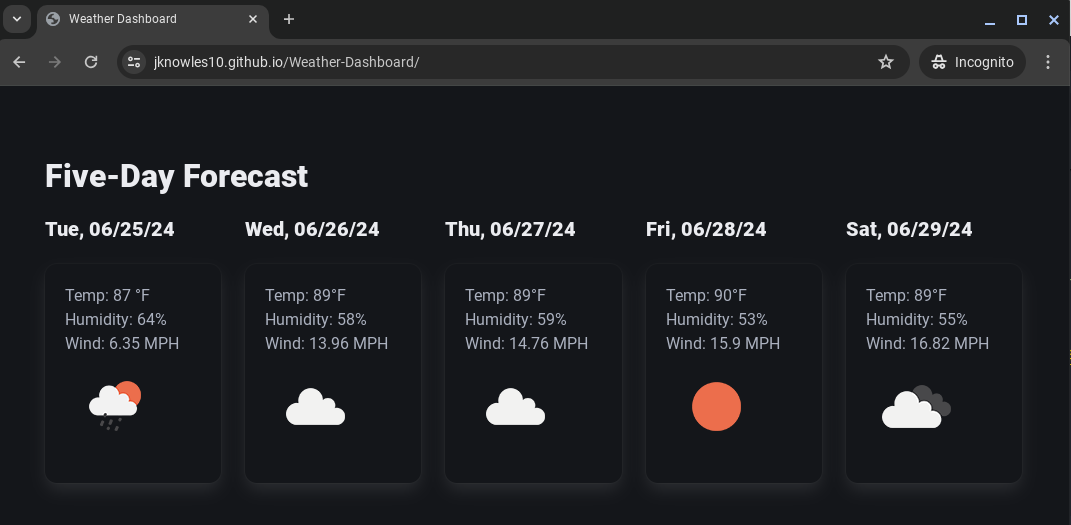 Weather Dashboard
jknowles10.github.io/Weather-Dashboard/
Incognito
Five-Day Forecast
Tue, 06/25/24
Temp: 87 °F
Humidity: 64%
Wind: 6.35 MPH
Wed, 06/26/24
Temp: 89°F
Humidity: 58%
Wind: 13.96 MPH
Thu, 06/27/24
Temp: 89°F
Humidity: 59%
Wind: 14.76 MPH
Fri, 06/28/24
Temp: 90°F
Humidity: 53%
Wind: 15.9 MPH
Sat, 06/29/24
Temp: 89°F
Humidity: 55%
Wind: 16.82 MPH